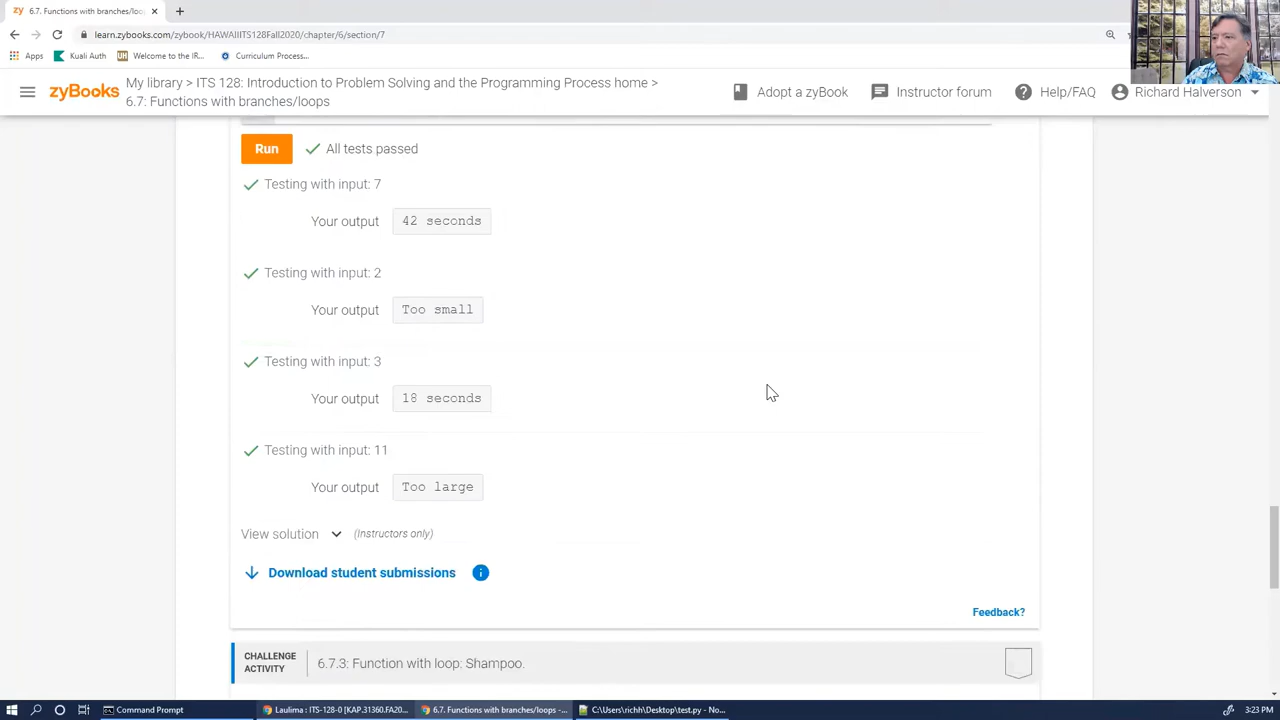 zy 6.7. Functions with branches/loo
learn.zybooks.com/zybook/HAWAIIITS128Fall2020/chapter/6/section/7
Apps Kuali Auth UH Welcome to the IR... Curriculum Process...
zyBooks
My library > ITS 128: Introduction to Problem Solving and the Programming Process home >
6.7: Functions with branches/loops
Adopt a zyBook Instructor forum Help/FAQ Richard Halverson
Run All tests passed
Testing with input: 7
Your output 42 seconds
Testing with input: 2
Your output Too small
Testing with input: 3
Your output 18 seconds
Testing with input: 11
Your output Too large
View solution (Instructors only)
Download student submissions
Feedback?
CHALLENGE
ACTIVITY
6.7.3: Function with loop: Shampoo.
Command Prompt Laulima : ITS-128-0 [KAP.31360.FA20... 6.7. Functions with branches/loops -... C:\Users\richh\Desktop\test.py - No... 3:23 PM